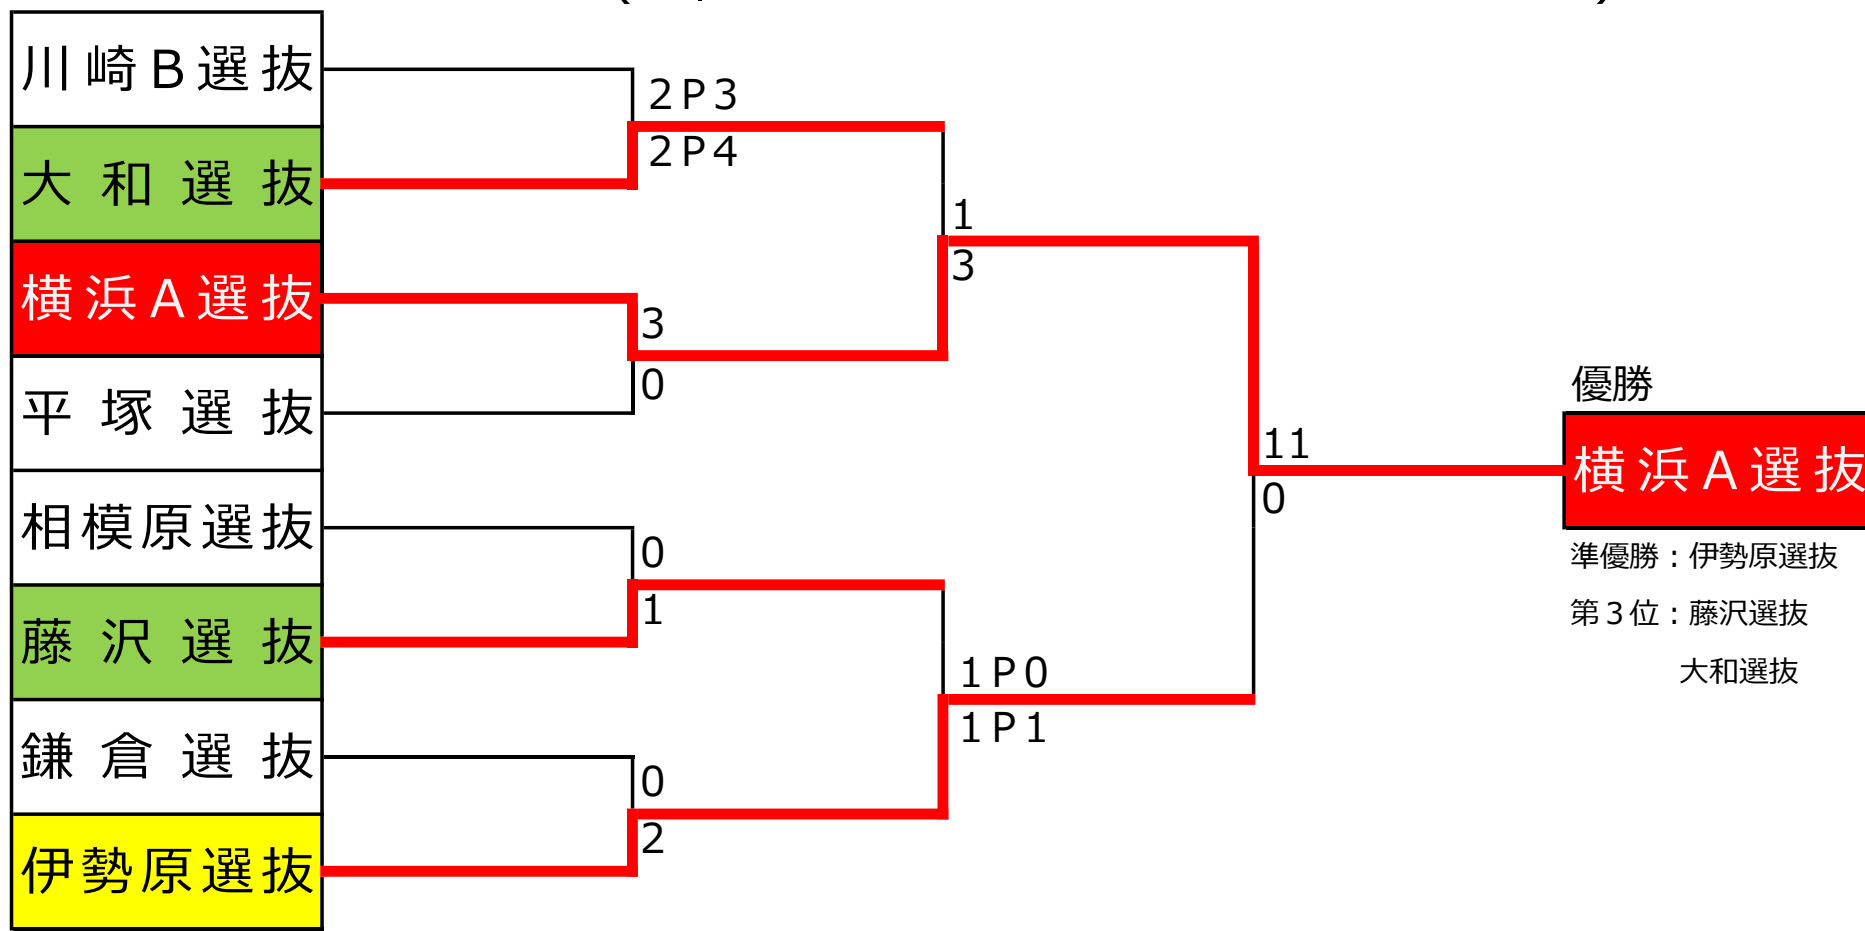 川崎B選抜
2P3
2P4
大和選抜
1
3
横浜A選抜
3
0
平塚選抜
優勝
11
0
横浜A選抜
相模原選抜
0
1
準優勝：伊勢原選抜
第３位：藤沢選抜
大和選抜
藤沢選抜
1P0
1P1
鎌倉選抜
0
2
伊勢原選抜